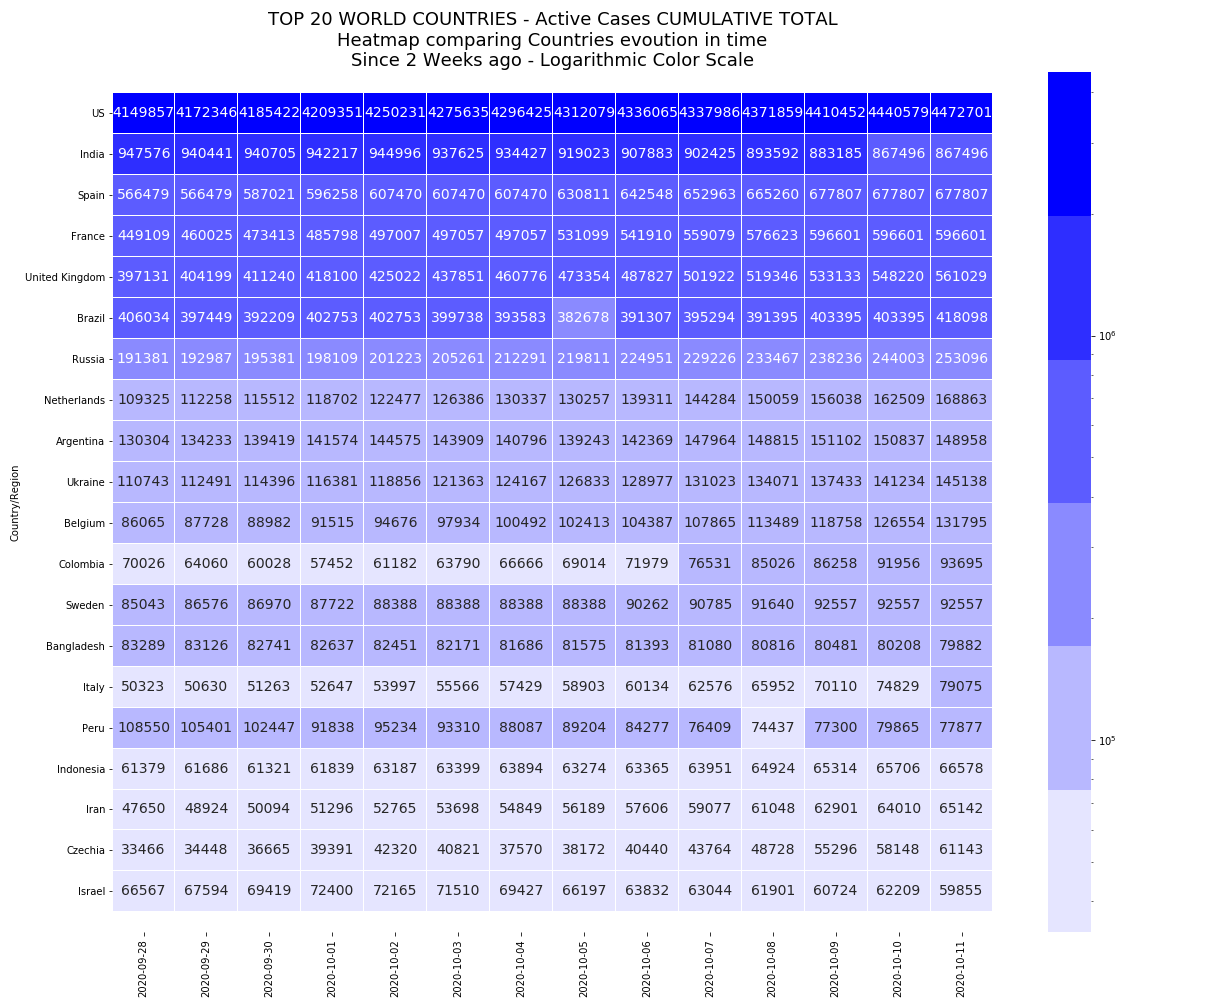 TOP 20 WORLD COUNTRIES - Active Cases CUMULATIVE TOTAL
Heatmap comparing Countries evoution in time
Since 2 Weeks ago - Logarithmic Color Scale
US 4149857 4172346 4185422 4209351 4250231 4275635 4296425 4312079 4336065 4337986 4371859 4410452 4440579 4472701
India 947576 940441 940705 942217 944996 937625 934427 919023 907883 902425 893592 883185 867496 867496
Spain 566479 566479 587021 596258 607470 607470 607470 630811 642548 652963 665260 677807 677807 677807
France 449109 460025 473413 485798 497007 497057 497057 531099 541910 559079 576623 596601 596601 596601
United Kingdom 397131 404199 411240 418100 425022 437851 460776 473354 487827 501922 519346 533133 548220 561029
Brazil 406034 397449 392209 402753 402753 399738 393583 382678 391307 395294 391395 403395 403395 418098
Russia 191381 192987 195381 198109 201223 205261 212291 219811 224951 229226 233467 238236 244003 253096
Netherlands 109325 112258 115512 118702 122477 126386 130337 130257 139311 144284 150059 156038 162509 168863
Argentina 130304 134233 139419 141574 144575 143909 140796 139243 142369 147964 148815 151102 150837 148958
Ukraine 110743 112491 114396 116381 118856 121363 124167 126833 128977 131023 134071 137433 141234 145138
Belgium 86065 87728 88982 91515 94676 97934 100492 102413 104387 107865 113489 118758 126554 131795
Colombia 70026 64060 60028 57452 61182 63790 66666 69014 71979 76531 85026 86258 91956 93695
Sweden 85043 86576 86970 87722 88388 88388 88388 88388 90262 90785 91640 92557 92557 92557
Bangladesh 83289 83126 82741 82637 82451 82171 81686 81575 81393 81080 80816 80481 80208 79882
Italy 50323 50630 51263 52647 53997 55566 57429 58903 60134 62576 65952 70110 74829 79075
Peru 108550 105401 102447 91838 95234 93310 88087 89204 84277 76409 74437 77300 79865 77877
Indonesia 61379 61686 61321 61839 63187 63399 63894 63274 63365 63951 64924 65314 65706 66578
Iran 47650 48924 50094 51296 52765 53698 54849 56189 57606 59077 61048 62901 64010 65142
Czechia 33466 34448 36665 39391 42320 40821 37570 38172 40440 43764 48728 55296 58148 61143
Israel 66567 67594 69419 72400 72165 71510 69427 66197 63832 63044 61901 60724 62209 59855
2020-09-28 2020-09-29 2020-09-30 2020-10-01 2020-10-02 2020-10-03 2020-10-04 2020-10-05 2020-10-06 2020-10-07 2020-10-08 2020-10-09 2020-10-10 2020-10-11
Country/Region
10⁶
10⁵